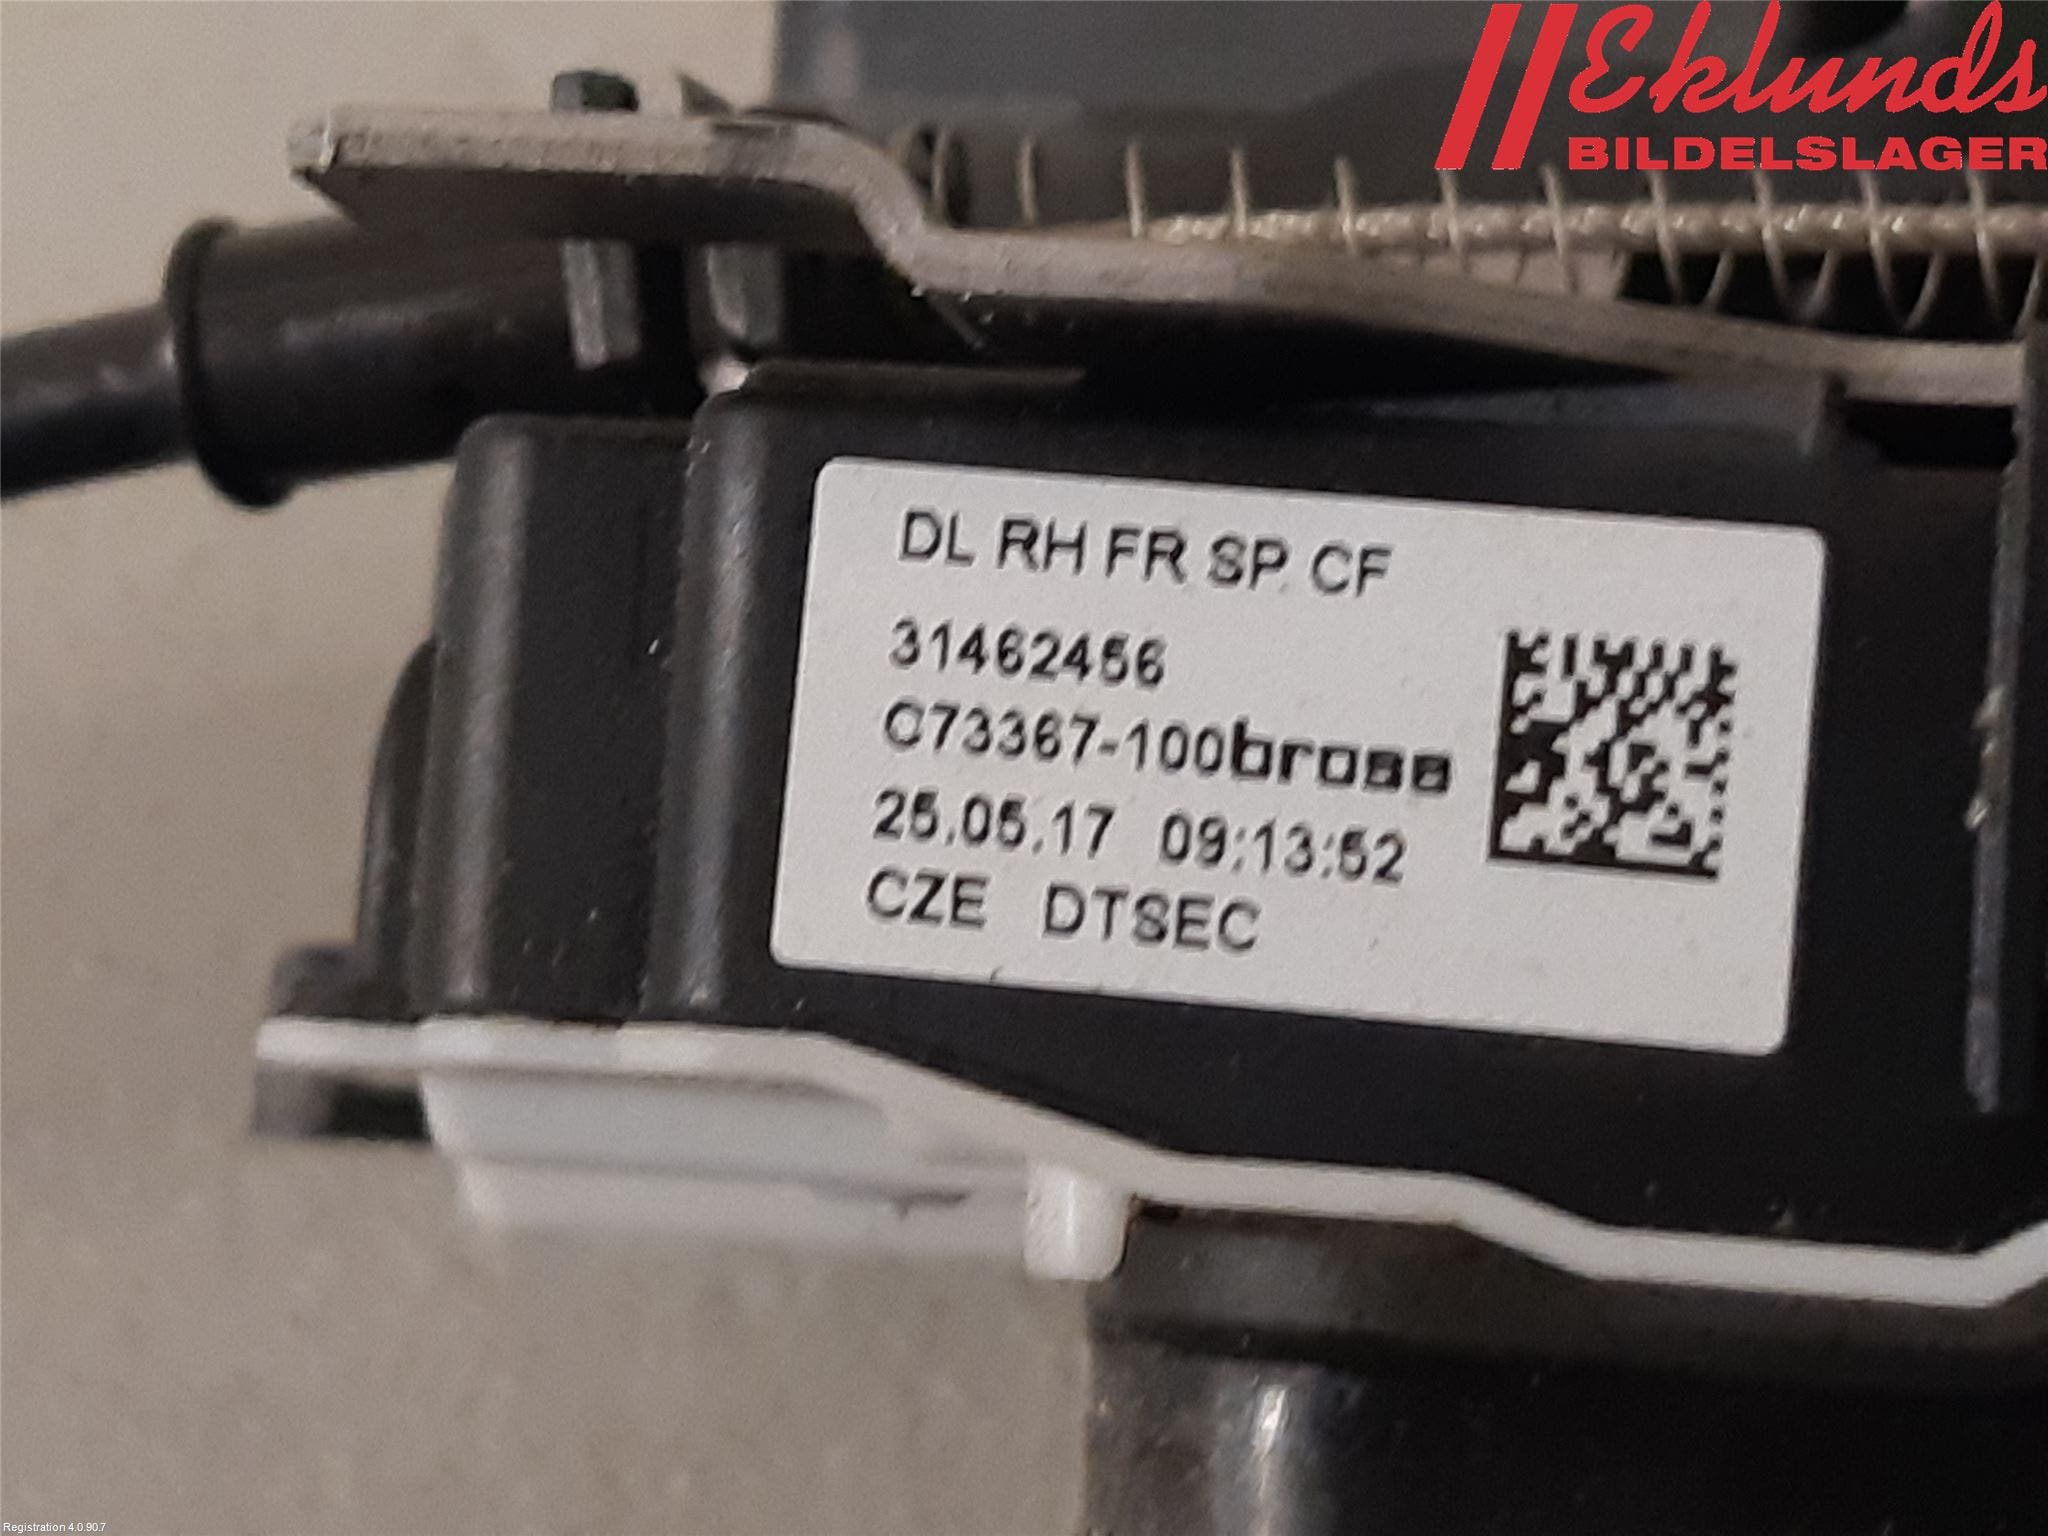 Eklunds
BILDELSLAGER
DL RH FR SP CF
31462456
C73367-100brose
25.05.17 09:13:52
CZE DTSEC
Registration 4.0.90.7